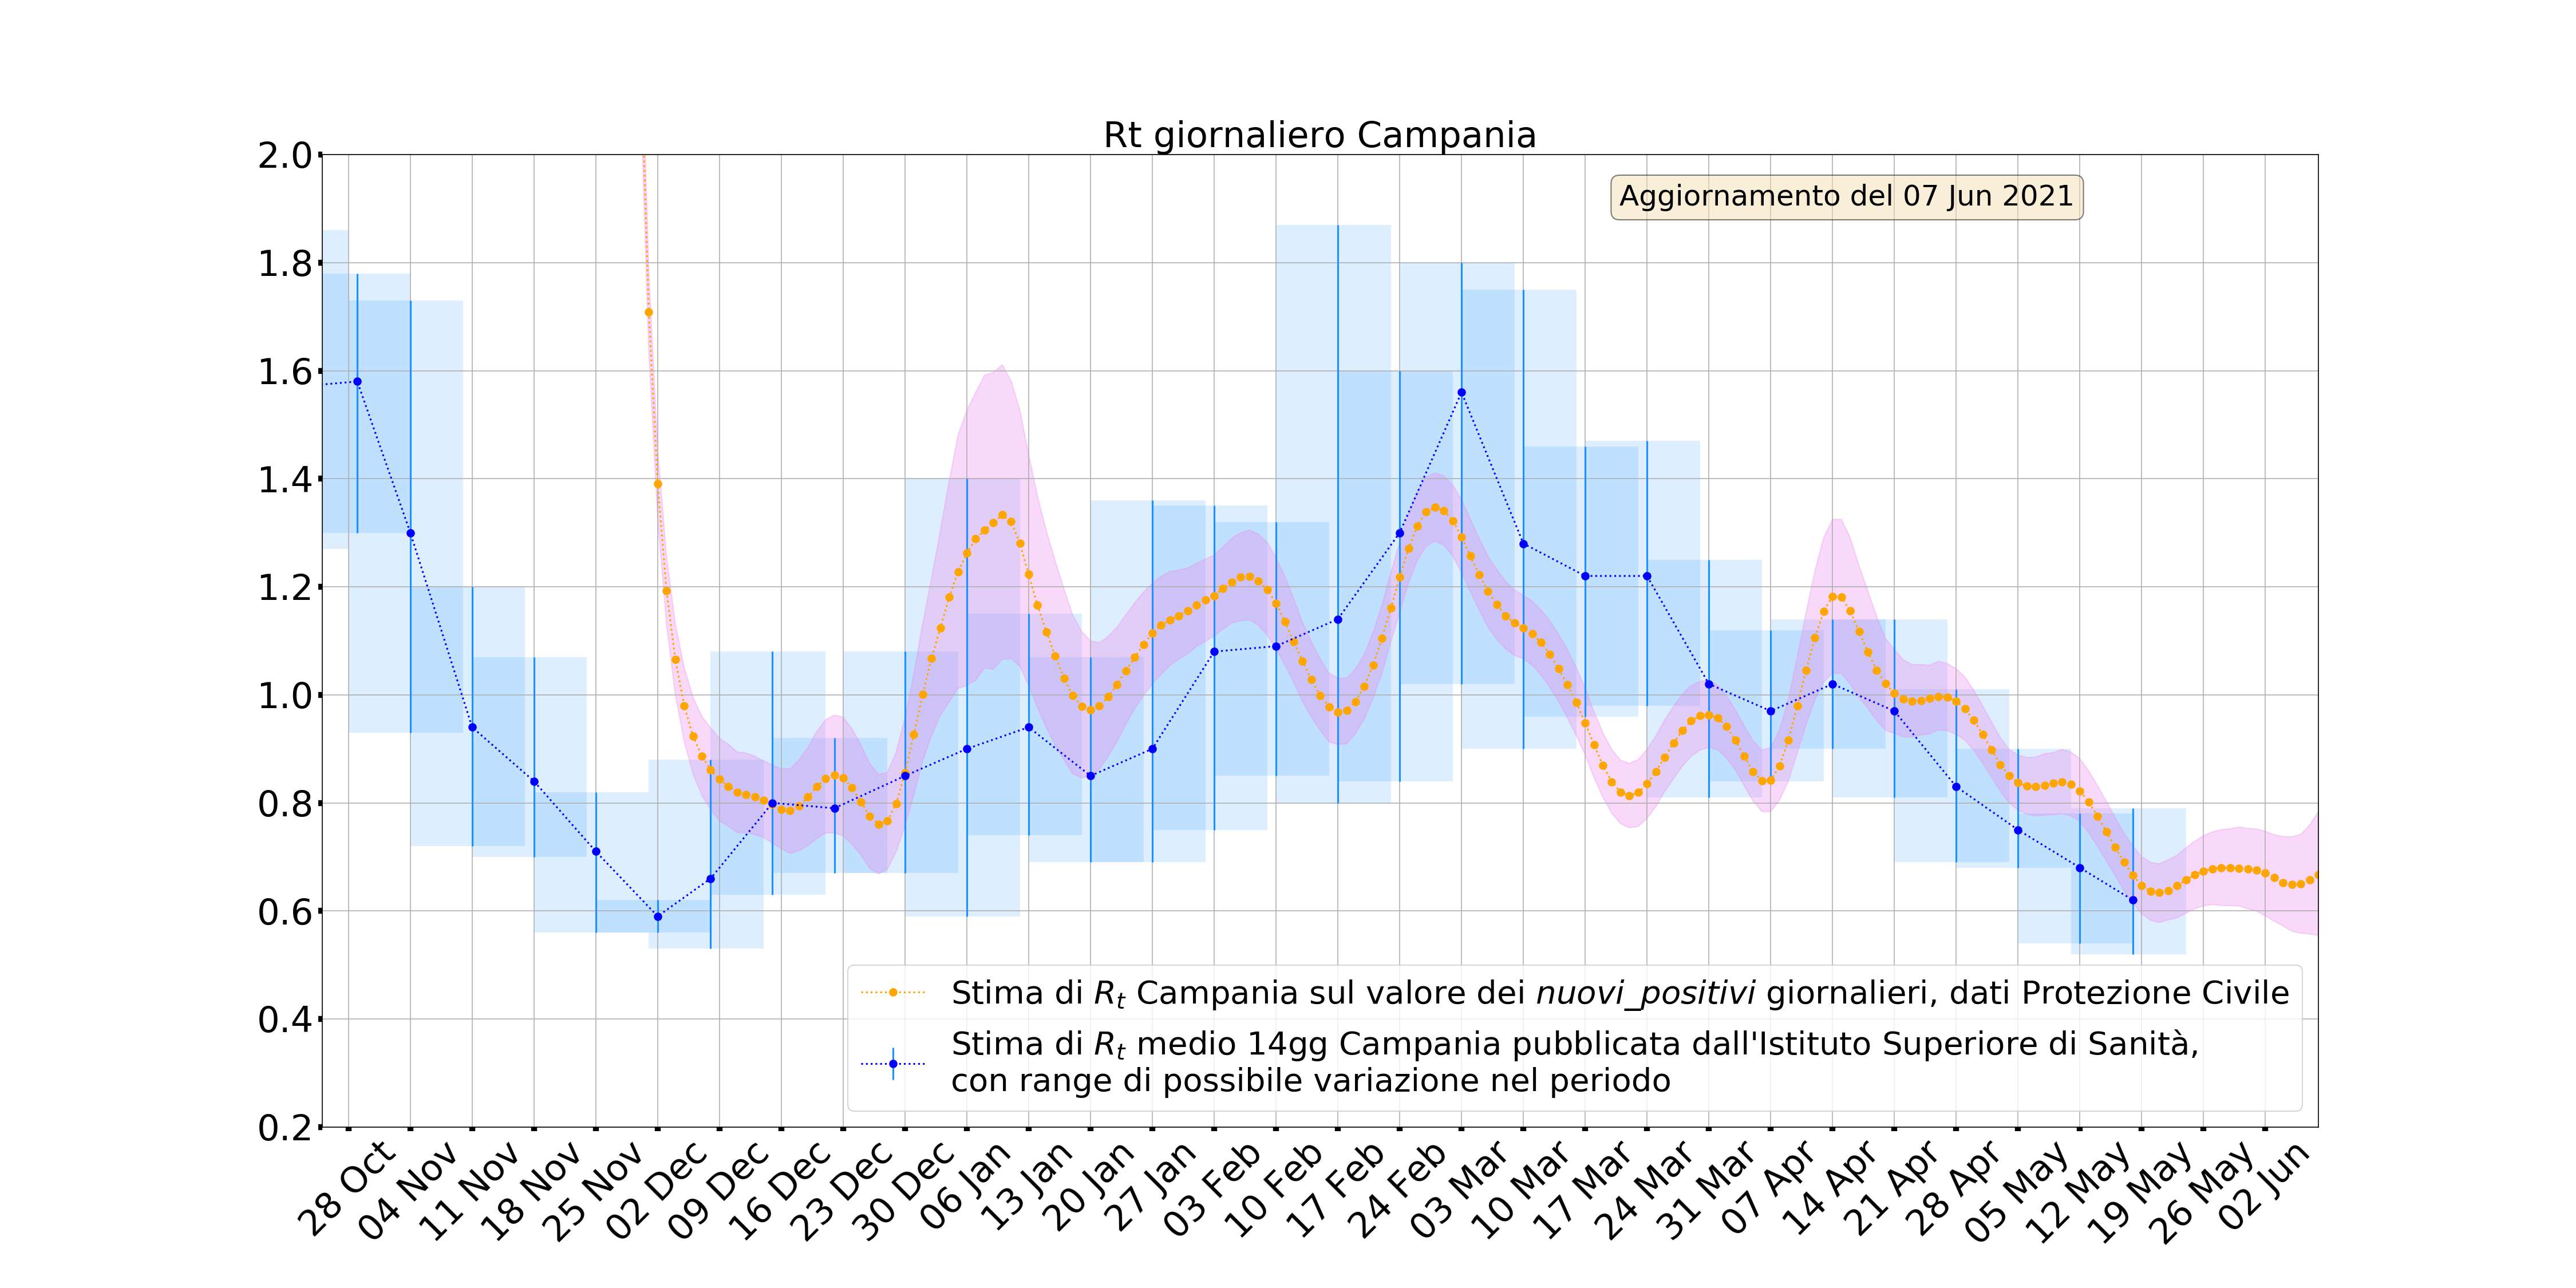 Rt giornaliero Campania
Aggiornamento del 07 Jun 2021
2.0
1.8
1.6
1.4
1.2
1.0
0.8
0.6
0.4
0.2
Stima di Rt Campania sul valore dei nuovi_positivi giornalieri, dati Protezione Civile
Stima di Rt medio 14gg Campania pubblicata dall'Istituto Superiore di Sanità,
con range di possibile variazione nel periodo
28 Oct
04 Nov
11 Nov
18 Nov
25 Nov
02 Dec
09 Dec
16 Dec
23 Dec
30 Dec
06 Jan
13 Jan
20 Jan
27 Jan
03 Feb
10 Feb
17 Feb
24 Feb
03 Mar
10 Mar
17 Mar
24 Mar
31 Mar
07 Apr
14 Apr
21 Apr
28 Apr
05 May
12 May
19 May
26 May
02 Jun